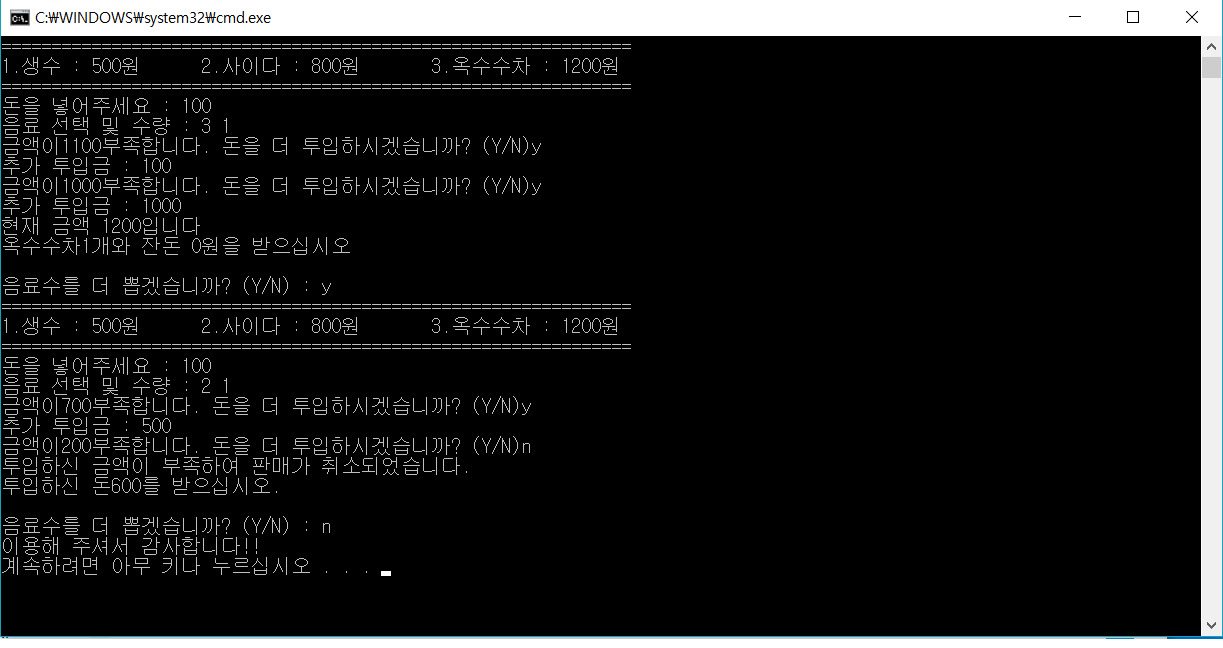 C:\WINDOWS\system32\cmd.exe
===============================================================
1.생수 : 500원 2.사이다 : 800원 3.옥수수차 : 1200원
===============================================================
돈을 넣어주세요 : 100
음료 선택 및 수량 : 3 1
금액이1100부족합니다. 돈을 더 투입하시겠습니까? (Y/N)y
추가 투입금 : 100
금액이1000부족합니다. 돈을 더 투입하시겠습니까? (Y/N)y
추가 투입금 : 1000
현재 금액 1200입니다
옥수수차1개와 잔돈 0원을 받으십시오
음료수를 더 뽑겠습니까? (Y/N) : y
===============================================================
1.생수 : 500원 2.사이다 : 800원 3.옥수수차 : 1200원
===============================================================
돈을 넣어주세요 : 100
음료 선택 및 수량 : 2 1
금액이700부족합니다. 돈을 더 투입하시겠습니까? (Y/N)y
추가 투입금 : 500
금액이200부족합니다. 돈을 더 투입하시겠습니까? (Y/N)n
투입하신 금액이 부족하여 판매가 취소되었습니다.
투입하신 돈600를 받으십시오.
음료수를 더 뽑겠습니까? (Y/N) : n
이용해 주셔서 감사합니다!!
계속하려면 아무 키나 누르십시오 . . .